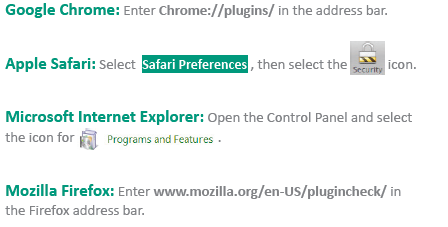 Google Chrome: Enter Chrome://plugins/ in the address bar.
Apple Safari: Select Safari Preferences, then select the Security icon.
Microsoft Internet Explorer: Open the Control Panel and select
the icon for Programs and Features .
Mozilla Firefox: Enter www.mozilla.org/en-US/plugincheck/ in
the Firefox address bar.